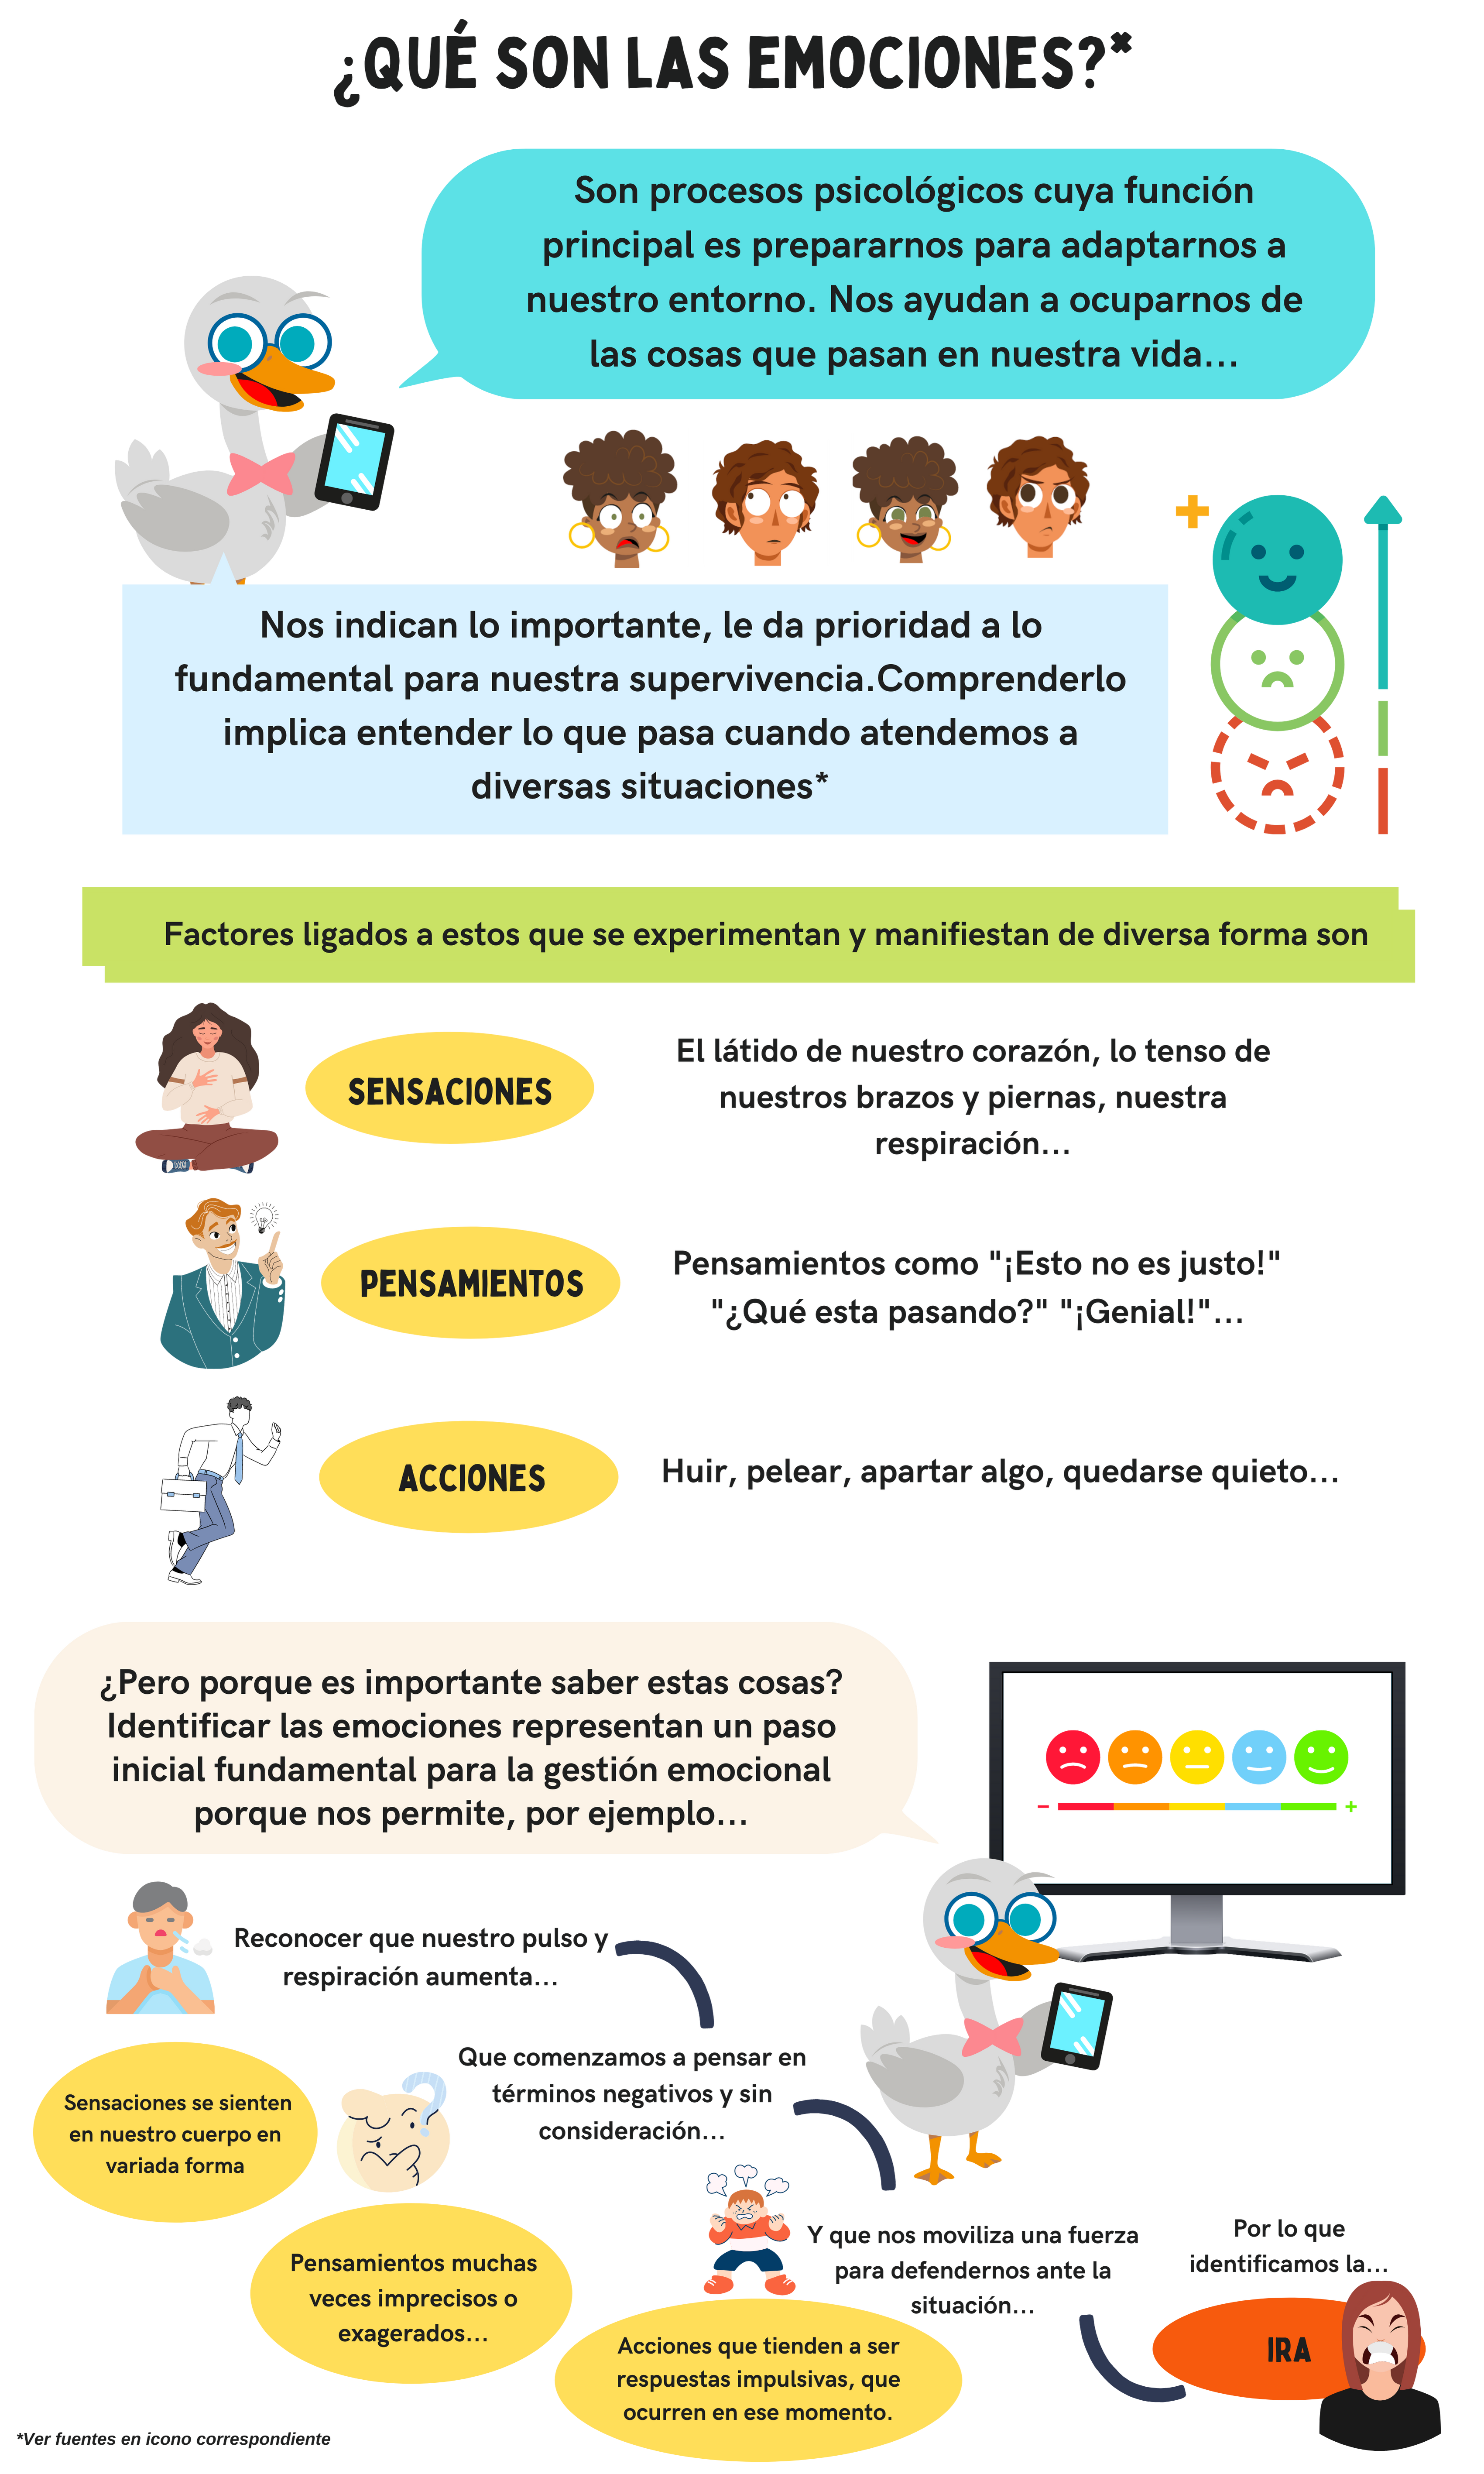 ¿QUÉ SON LAS EMOCIONES?*
Son procesos psicológicos cuya función
principal es prepararnos para adaptarnos a
nuestro entorno. Nos ayudan a ocuparnos de
las cosas que pasan en nuestra vida...
Nos indican lo importante, le da prioridad a lo
fundamental para nuestra supervivencia.Comprenderlo
implica entender lo que pasa cuando atendemos a
diversas situaciones*
Factores ligados a estos que se experimentan y manifiestan de diversa forma son
SENSACIONES
El látido de nuestro corazón, lo tenso de
nuestros brazos y piernas, nuestra
respiración...
PENSAMIENTOS
Pensamientos como "¡Esto no es justo!"
"¿Qué esta pasando?" "¡Genial!"...
ACCIONES
Huir, pelear, apartar algo, quedarse quieto...
¿Pero porque es importante saber estas cosas?
Identificar las emociones representan un paso
inicial fundamental para la gestión emocional
porque nos permite, por ejemplo...
Reconocer que nuestro pulso y
respiración aumenta...
Sensaciones se sienten
en nuestro cuerpo en
variada forma
Que comenzamos a pensar en
términos negativos y sin
consideración...
Pensamientos muchas
veces imprecisos o
exagerados...
Y que nos moviliza una fuerza
para defendernos ante la
situación...
Acciones que tienden a ser
respuestas impulsivas, que
ocurren en ese momento.
Por lo que
identificamos la...
IRA
*Ver fuentes en icono correspondiente